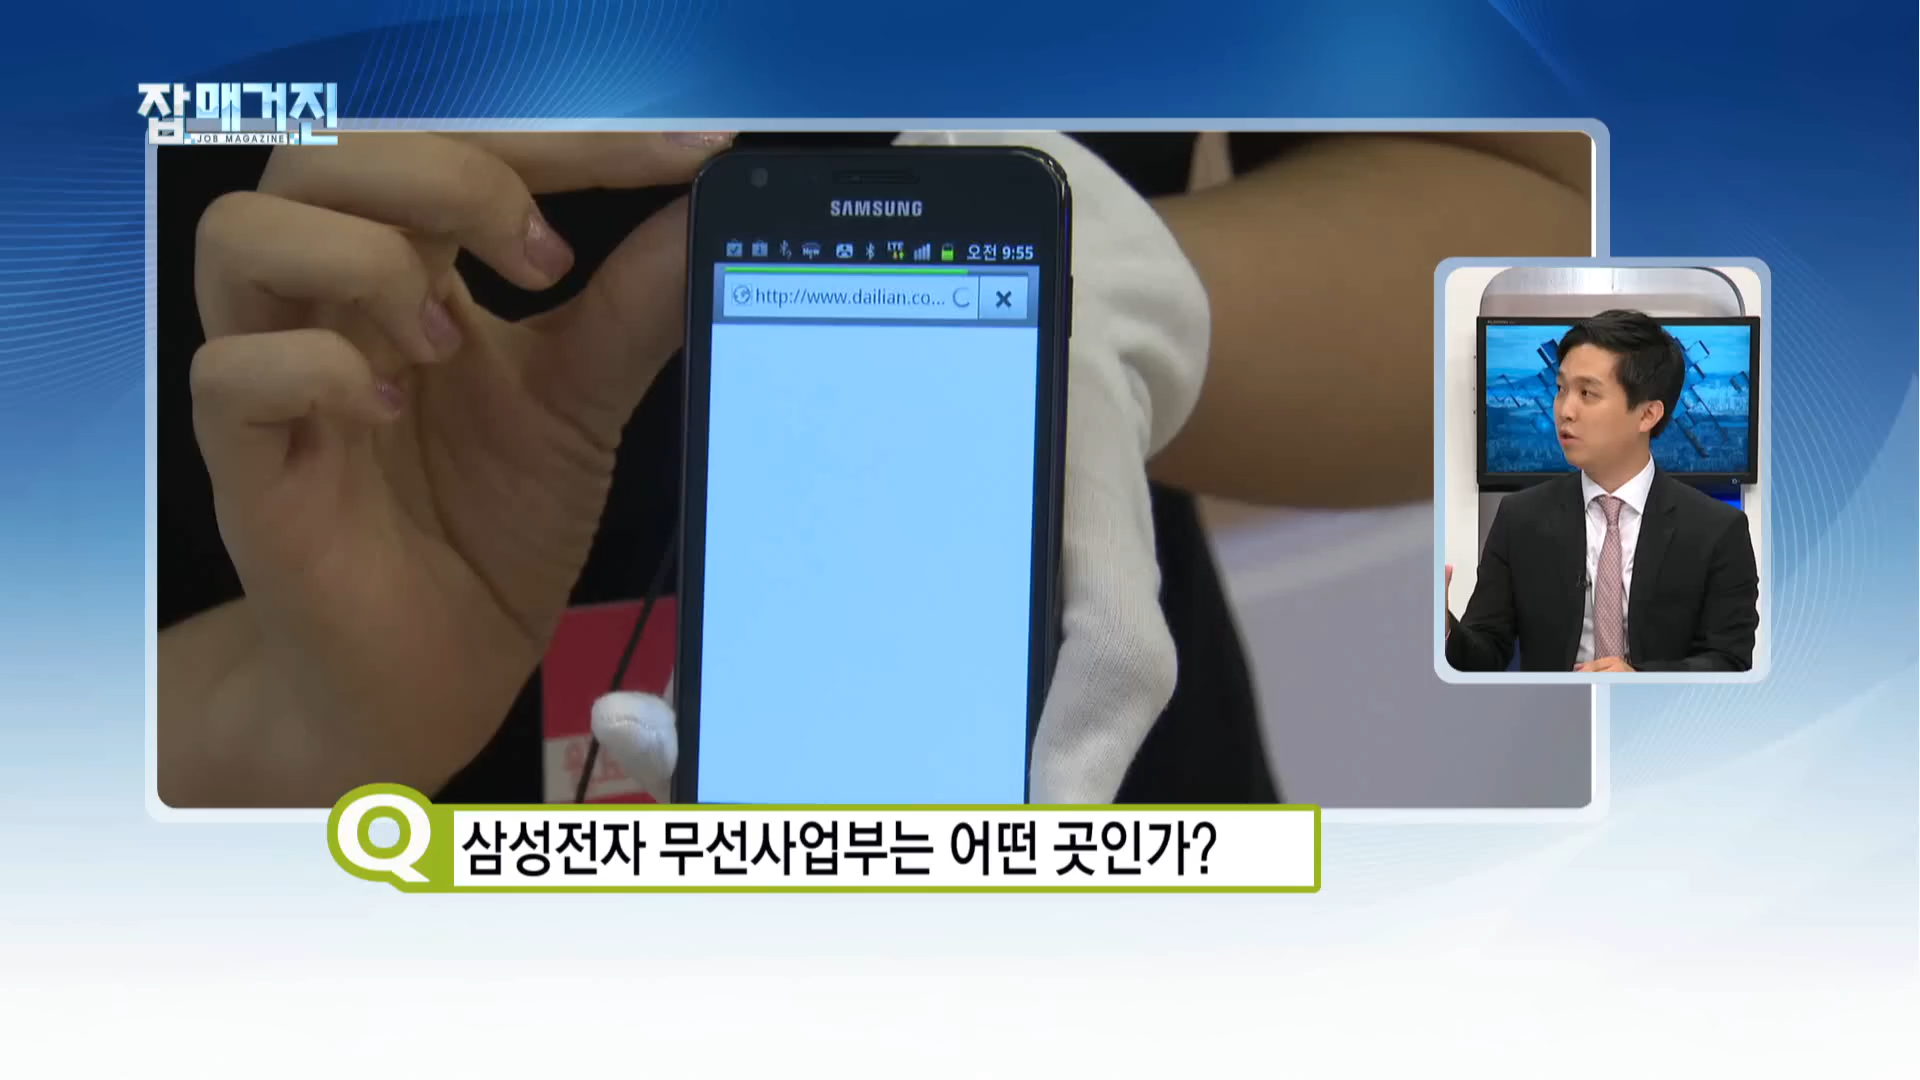 잡매거진
JOB MAGAZINE
SAMSUNG
LTE
오전 9:55
http://www.dailian.co...
Q
삼성전자 무선사업부는 어떤 곳인가?